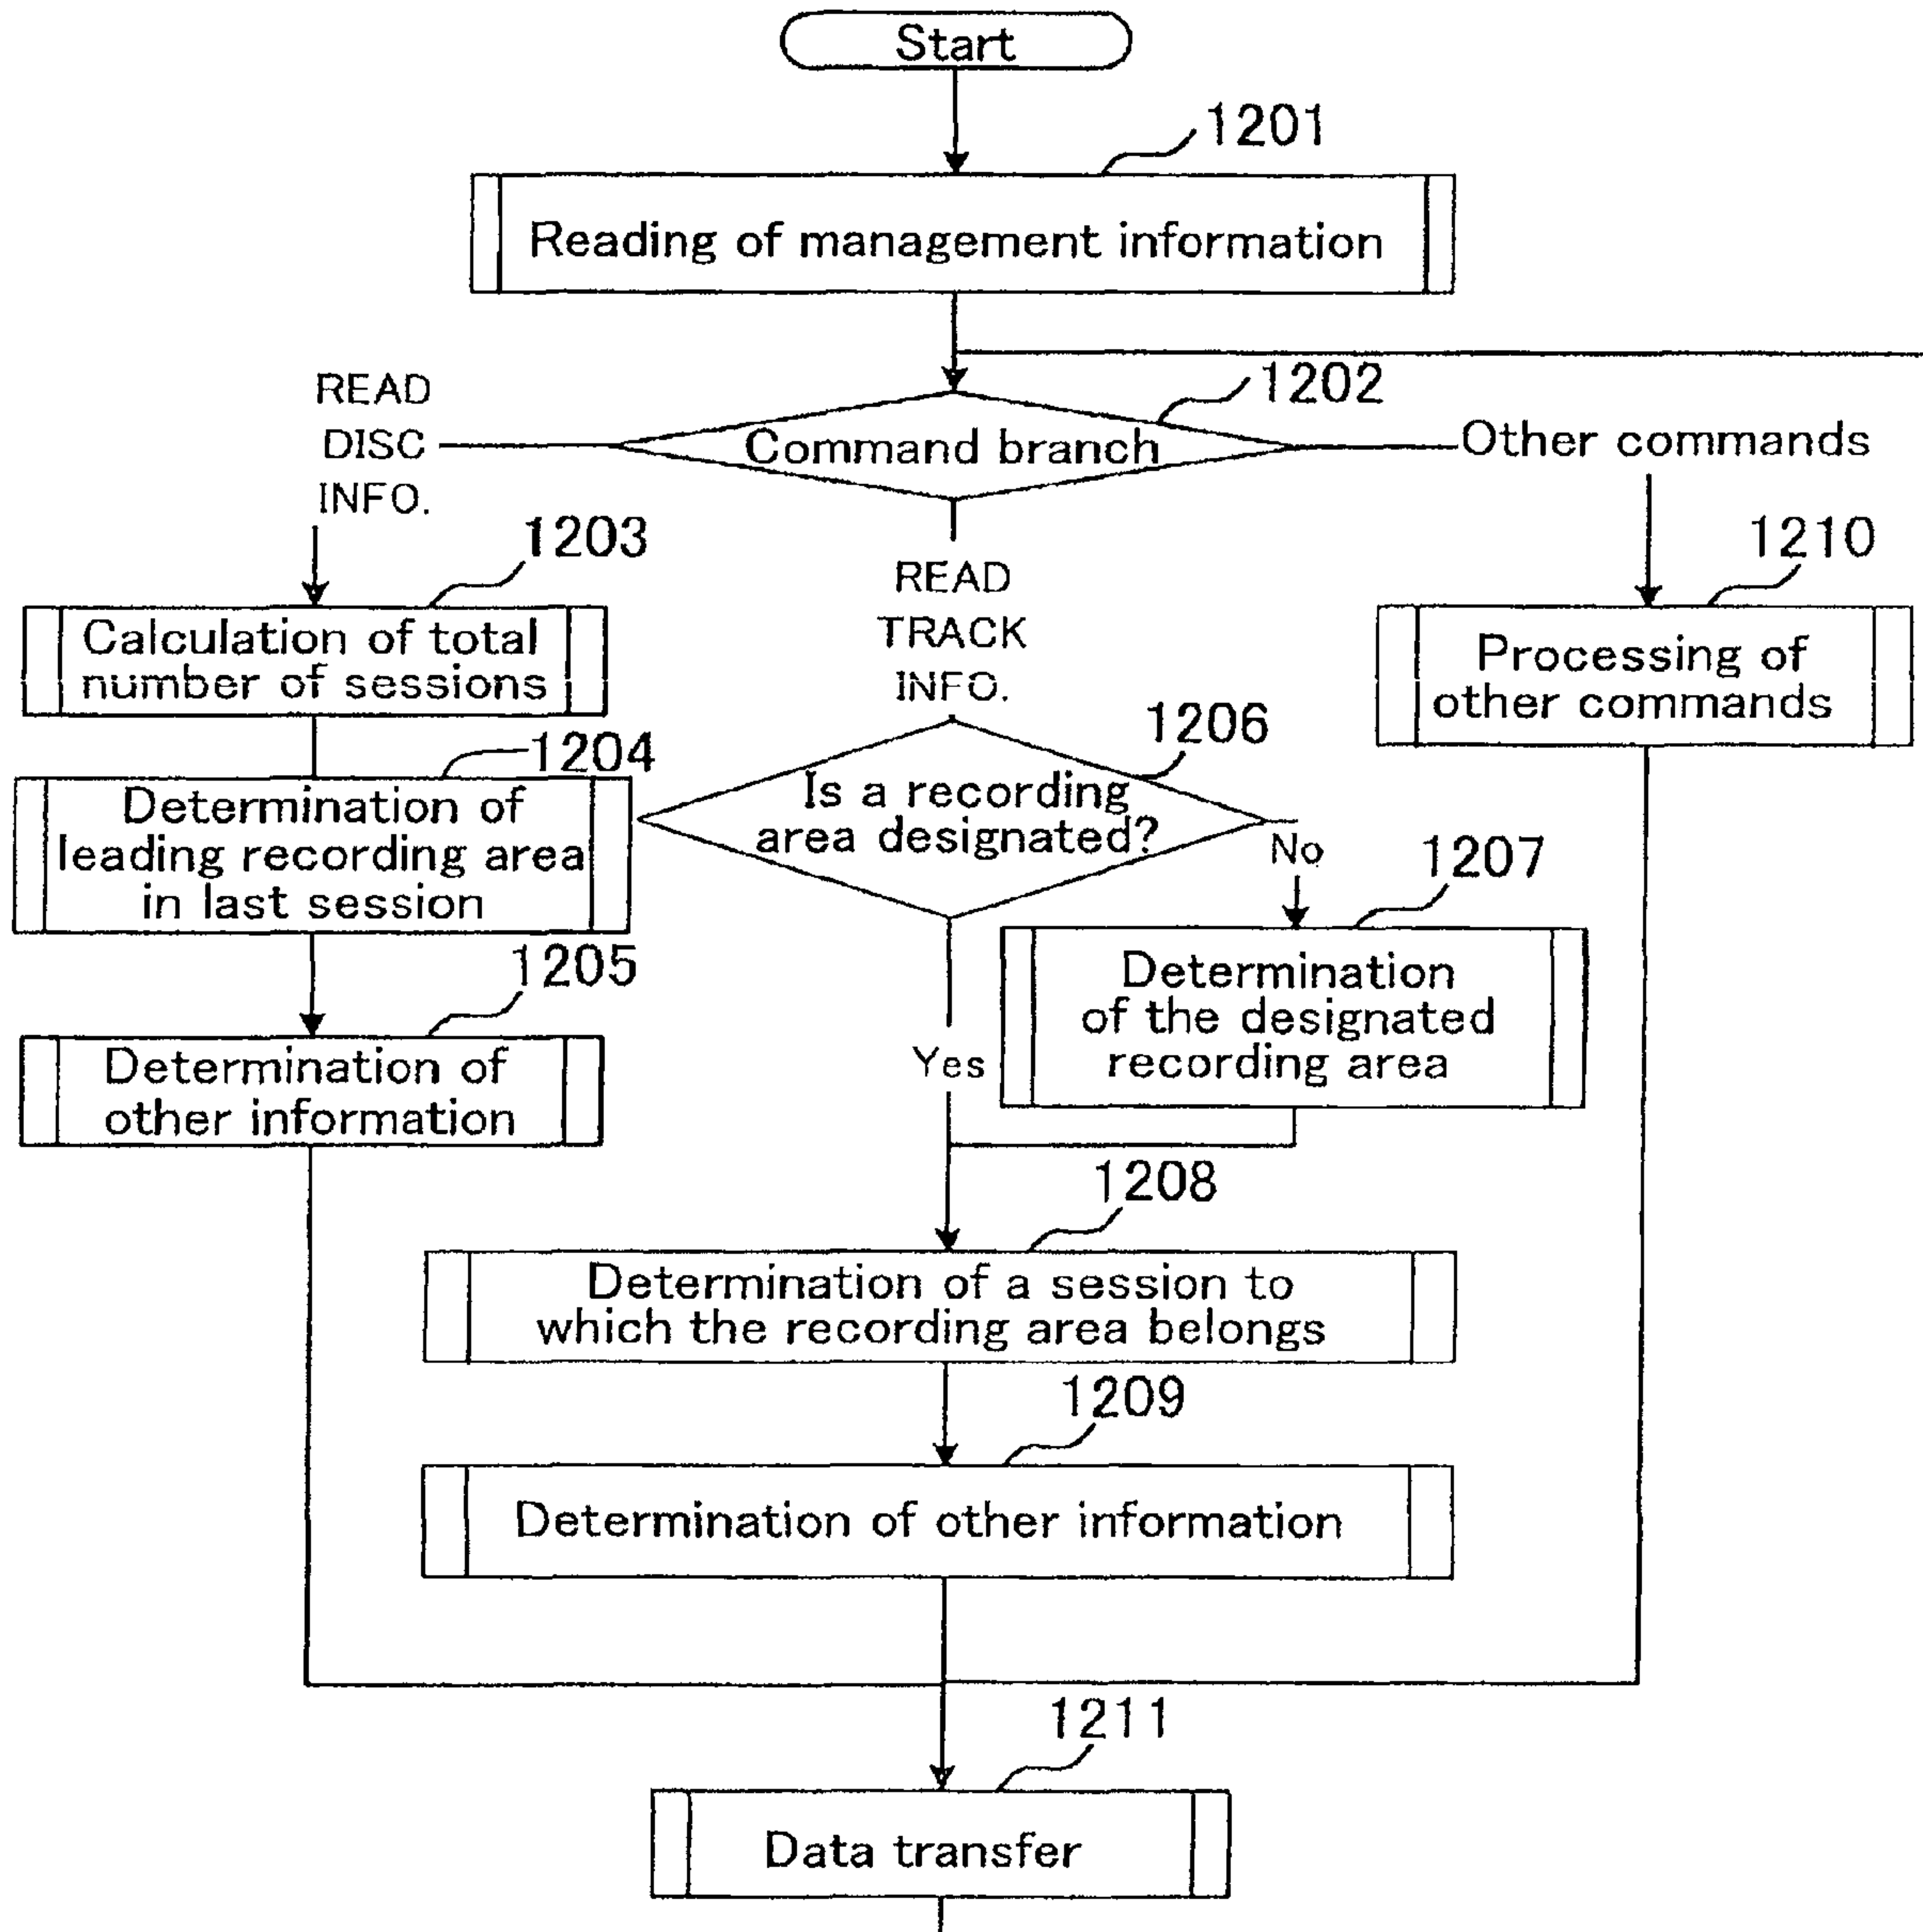 Start
1201
Reading of management information
1202
Command branch
READ
DISC
INFO.
Other commands
1203
Calculation of total
number of sessions
READ
TRACK
INFO.
1210
Processing of
other commands
1204
Determination of
leading recording area
in last session
1206
Is a recording
area designated?
No
1207
Determination
of the designated
recording area
Yes
1205
Determination of
other information
1208
Determination of a session to
which the recording area belongs
1209
Determination of other information
1211
Data transfer